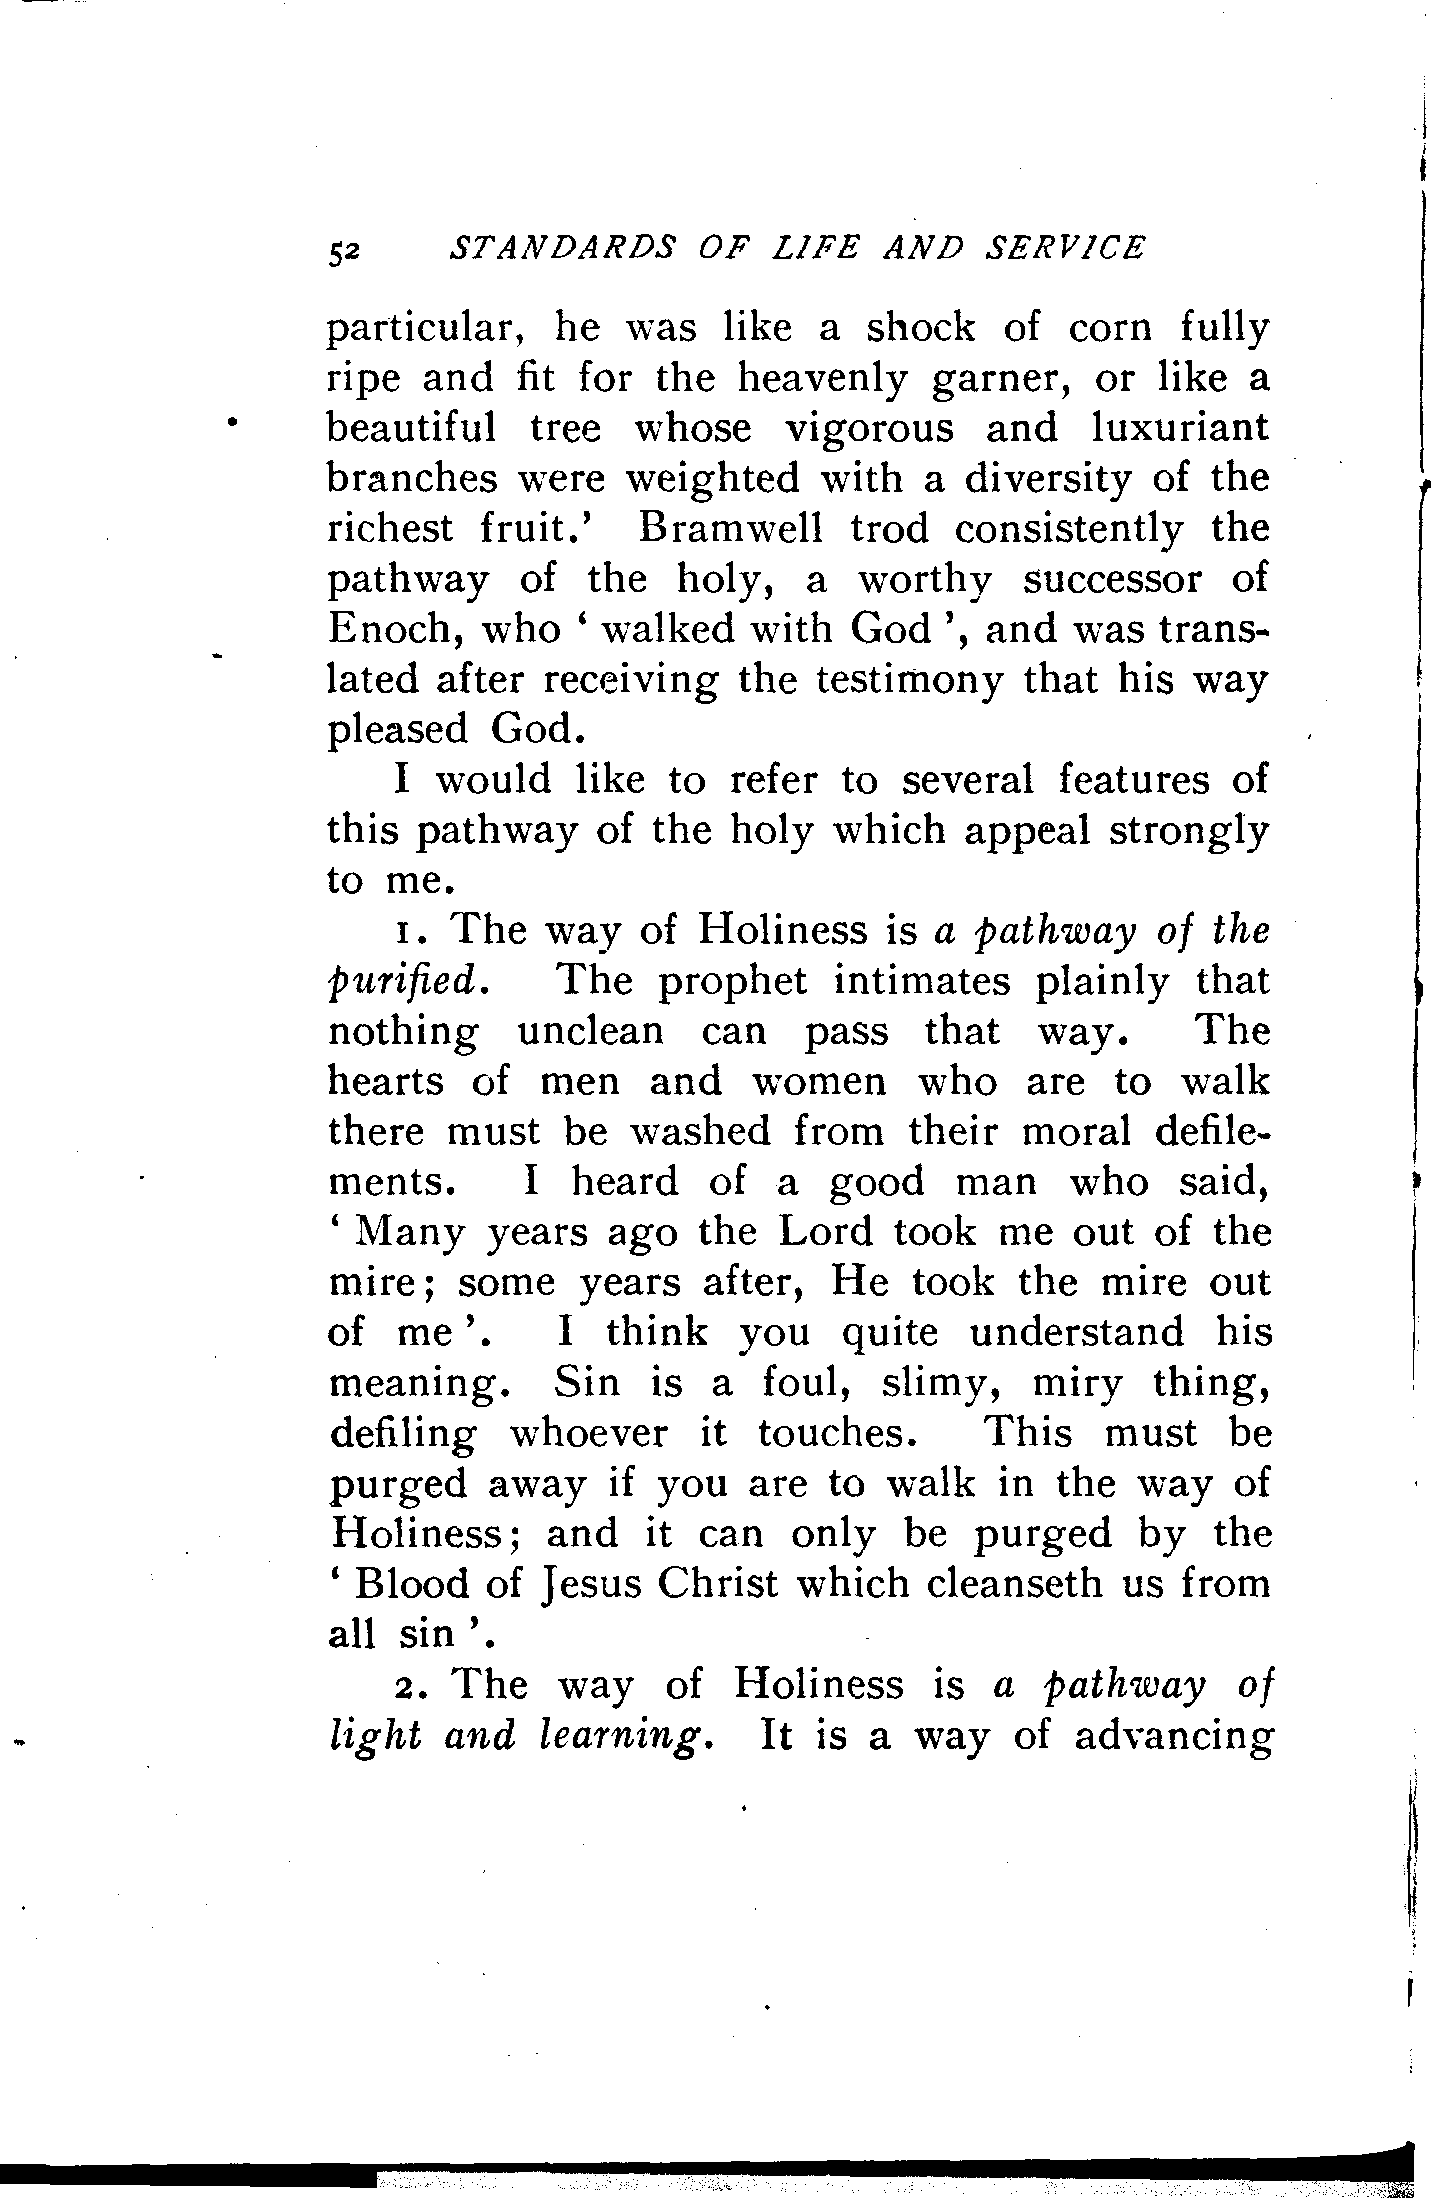 52 STANDARDS OF LIFE AND SERVICE
particular, he was like a shock of corn fully
ripe and fit for the heavenly garner, or like a
beautiful tree whose vigorous and luxuriant
branches were weighted with a diversity of the
richest fruit.’ Bramwell trod consistently the
pathway of the holy, a worthy successor of
Enoch, who ‘ walked with God ’, and was trans-
lated after receiving the testimony that his way
pleased God.
I would like to refer to several features of
this pathway of the holy which appeal strongly
to me.
1. The way of Holiness is a pathway of the
purified. The prophet intimates plainly that
nothing unclean can pass that way. The
hearts of men and women who are to walk
there must be washed from their moral defile-
ments. I heard of a good man who said,
‘ Many years ago the Lord took me out of the
mire; some years after, He took the mire out
of me ’. I think you quite understand his
meaning. Sin is a foul, slimy, miry thing,
defiling whoever it touches. This must be
purged away if you are to walk in the way of
Holiness; and it can only be purged by the
‘ Blood of Jesus Christ which cleanseth us from
all sin ’.
2. The way of Holiness is a pathway of
light and learning. It is a way of advancing